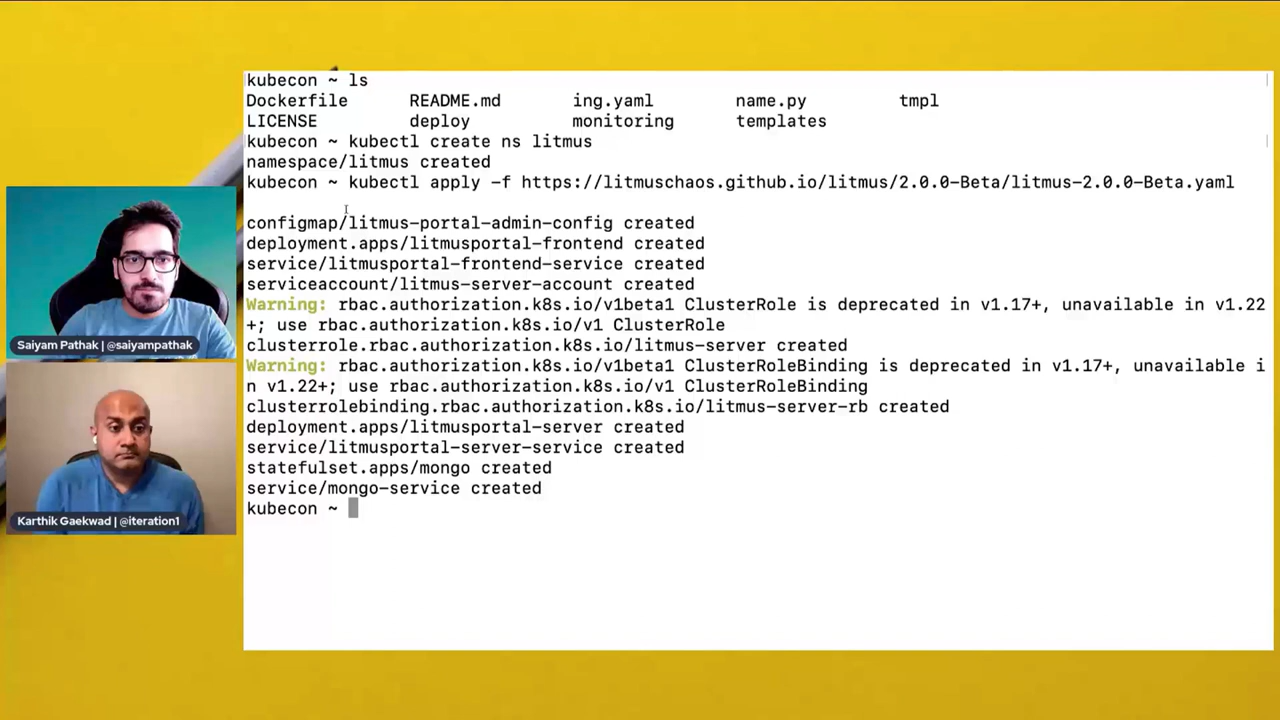 kubecon ~ ls
Dockerfile README.md ing.yaml name.py tmpl
LICENSE deploy monitoring templates
kubecon ~ kubectl create ns litmus
namespace/litmus created
kubecon ~ kubectl apply -f https://litmuschaos.github.io/litmus/2.0.0-Beta/litmus-2.0.0-Beta.yaml
configmap/litmus-portal-admin-config created
deployment.apps/litmusportal-frontend created
service/litmusportal-frontend-service created
serviceaccount/litmus-server-account created
Warning: rbac.authorization.k8s.io/v1beta1 ClusterRole is deprecated in v1.17+, unavailable in v1.22
+; use rbac.authorization.k8s.io/v1 ClusterRole
clusterrole.rbac.authorization.k8s.io/litmus-server created
Warning: rbac.authorization.k8s.io/v1beta1 ClusterRoleBinding is deprecated in v1.17+, unavailable i
n v1.22+; use rbac.authorization.k8s.io/v1 ClusterRoleBinding
clusterrolebinding.rbac.authorization.k8s.io/litmus-server-rb created
deployment.apps/litmusportal-server created
service/litmusportal-server-service created
statefulset.apps/mongo created
service/mongo-service created
kubecon ~
Saiyam Pathak | @saiyampathak
Karthik Gaekwad | @iteration1